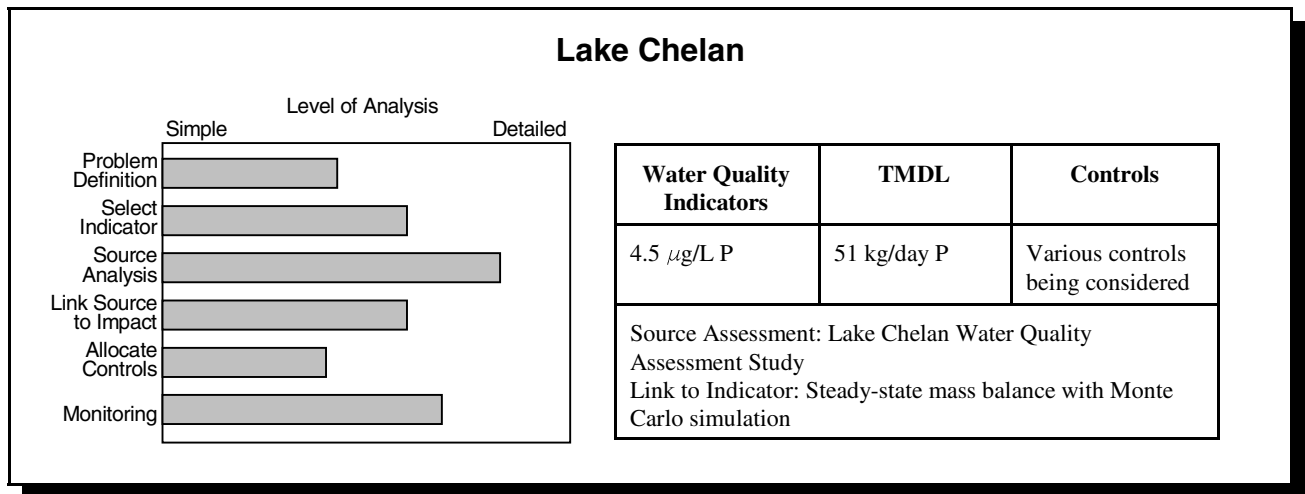 Lake Chelan
Level of Analysis
Simple Detailed
Problem
Definition
Select
Indicator
Source
Analysis
Link Source
to Impact
Allocate
Controls
Monitoring
Water Quality
Indicators
TMDL
Controls
4.5 μg/L P
51 kg/day P
Various controls
being considered
Source Assessment: Lake Chelan Water Quality
Assessment Study
Link to Indicator: Steady-state mass balance with Monte
Carlo simulation